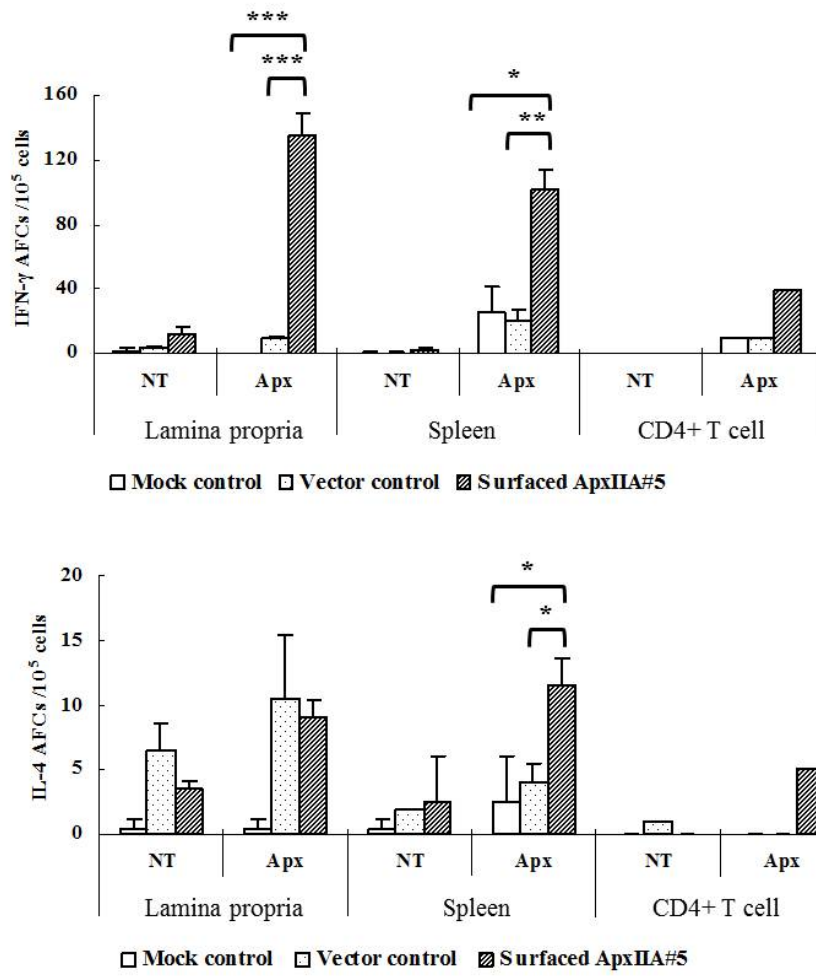 ***
***
*
**
160
120
80
40
0
IFN-γ AFCs /10⁵ cells
NT Apx NT Apx NT Apx
Lamina propria Spleen CD4+ T cell
Mock control Vector control Surfaced ApxIIA#5
*
*
20
15
10
5
0
IL-4 AFCs /10⁵ cells
NT Apx NT Apx NT Apx
Lamina propria Spleen CD4+ T cell
Mock control Vector control Surfaced ApxIIA#5